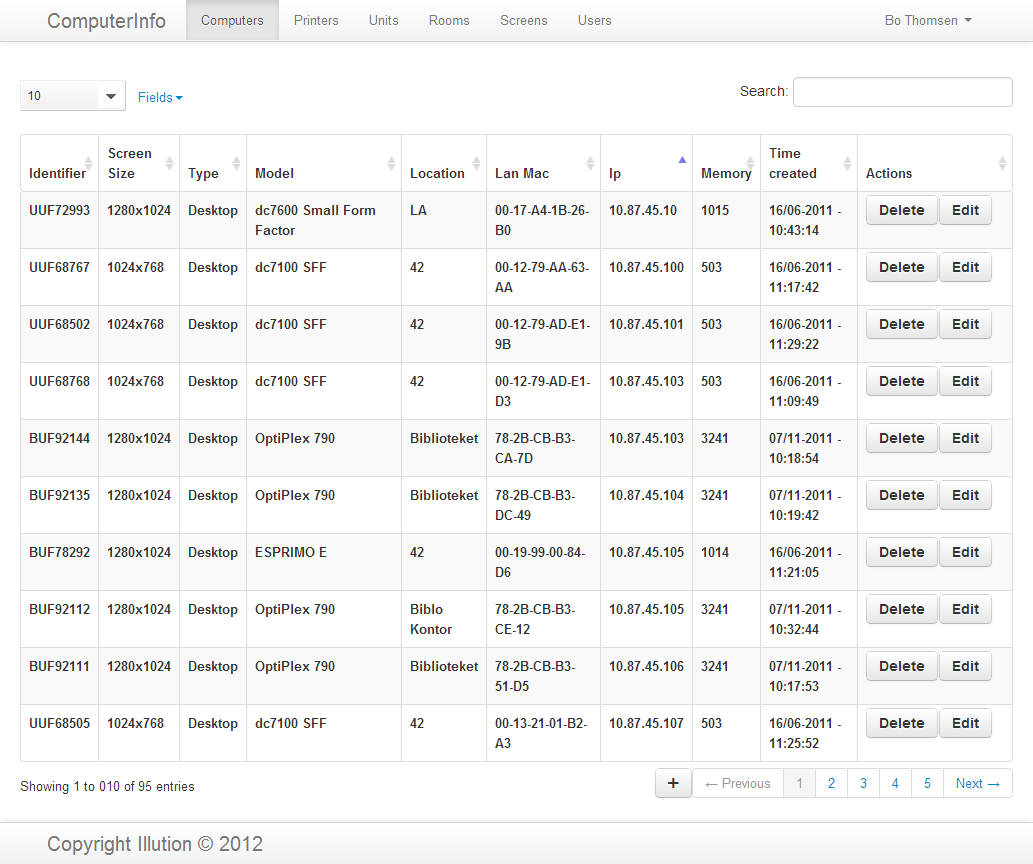 ComputerInfo Computers Printers Units Rooms Screens Users Bo Thomsen
10 Fields Search:
Identifier Screen Size Type Model Location Lan Mac Ip Memory Time created Actions
UUF72993 1280x1024 Desktop dc7600 Small Form Factor LA 00-17-A4-1B-26-B0 10.87.45.10 1015 16/06-2011 - 10:43:14 Delete Edit
UUF68767 1024x768 Desktop dc7100 SFF 42 00-12-79-AA-63-AA 10.87.45.100 503 16/06-2011 - 11:17:42 Delete Edit
UUF68502 1024x768 Desktop dc7100 SFF 42 00-12-79-AD-E1-9B 10.87.45.101 503 16/06-2011 - 11:29:22 Delete Edit
UUF68768 1024x768 Desktop dc7100 SFF 42 00-12-79-AD-E1-D3 10.87.45.103 503 16/06-2011 - 11:09:49 Delete Edit
BUF92144 1280x1024 Desktop OptiPlex 790 Biblioteket 78-2B-CB-B3-CA-7D 10.87.45.103 3241 07/11-2011 - 10:18:54 Delete Edit
BUF92135 1280x1024 Desktop OptiPlex 790 Biblioteket 78-2B-CB-B3-DC-49 10.87.45.104 3241 07/11-2011 - 10:19:42 Delete Edit
BUF78292 1280x1024 Desktop ESPRIMO E 42 00-19-99-00-84-D6 10.87.45.105 1014 16/06-2011 - 11:21:05 Delete Edit
BUF92112 1280x1024 Desktop OptiPlex 790 Biblo Kontor 78-2B-CB-B3-CE-12 10.87.45.105 3241 07/11-2011 - 10:32:44 Delete Edit
BUF92111 1280x1024 Desktop OptiPlex 790 Biblioteket 78-2B-CB-B3-51-D5 10.87.45.106 3241 07/11-2011 - 10:17:53 Delete Edit
UUF68505 1024x768 Desktop dc7100 SFF 42 00-13-21-01-B2-A3 10.87.45.107 503 16/06-2011 - 11:25:52 Delete Edit
Showing 1 to 010 of 95 entries + ← Previous 1 2 3 4 5 Next →
Copyright Illution © 2012